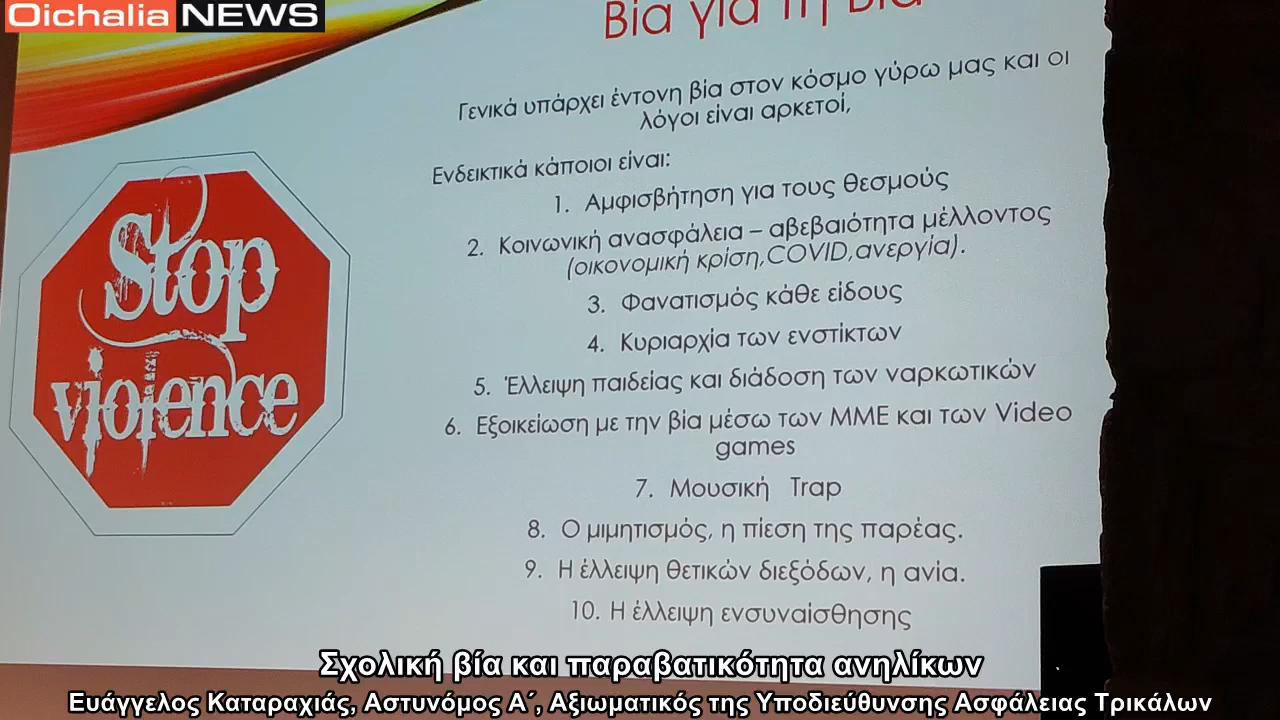 Oichalia NEWS
Βία για τη Βία
Γενικά υπάρχει έντονη βία στον κόσμο γύρω μας και οι
λόγοι είναι αρκετοί,
Ενδεικτικά κάποιοι είναι:
1. Αμφισβήτηση για τους θεσμούς
2. Κοινωνική ανασφάλεια – αβεβαιότητα μέλλοντος
(οικονομική κρίση,COVID,ανεργία).
3. Φανατισμός κάθε είδους
4. Κυριαρχία των ενστίκτων
5. Έλλειψη παιδείας και διάδοση των ναρκωτικών
6. Εξοικείωση με την βία μέσω των ΜΜΕ και των Video
games
7. Μουσική Trap
8. Ο μιμητισμός, η πίεση της παρέας.
9. Η έλλειψη θετικών διεξόδων, η ανία.
10. Η έλλειψη ενσυναίσθησης
Stop
violence
Σχολική βία και παραβατικότητα ανηλίκων
Ευάγγελος Καταραχιάς, Αστυνόμος Α΄, Αξιωματικός της Υποδιεύθυνσης Ασφάλειας Τρικάλων